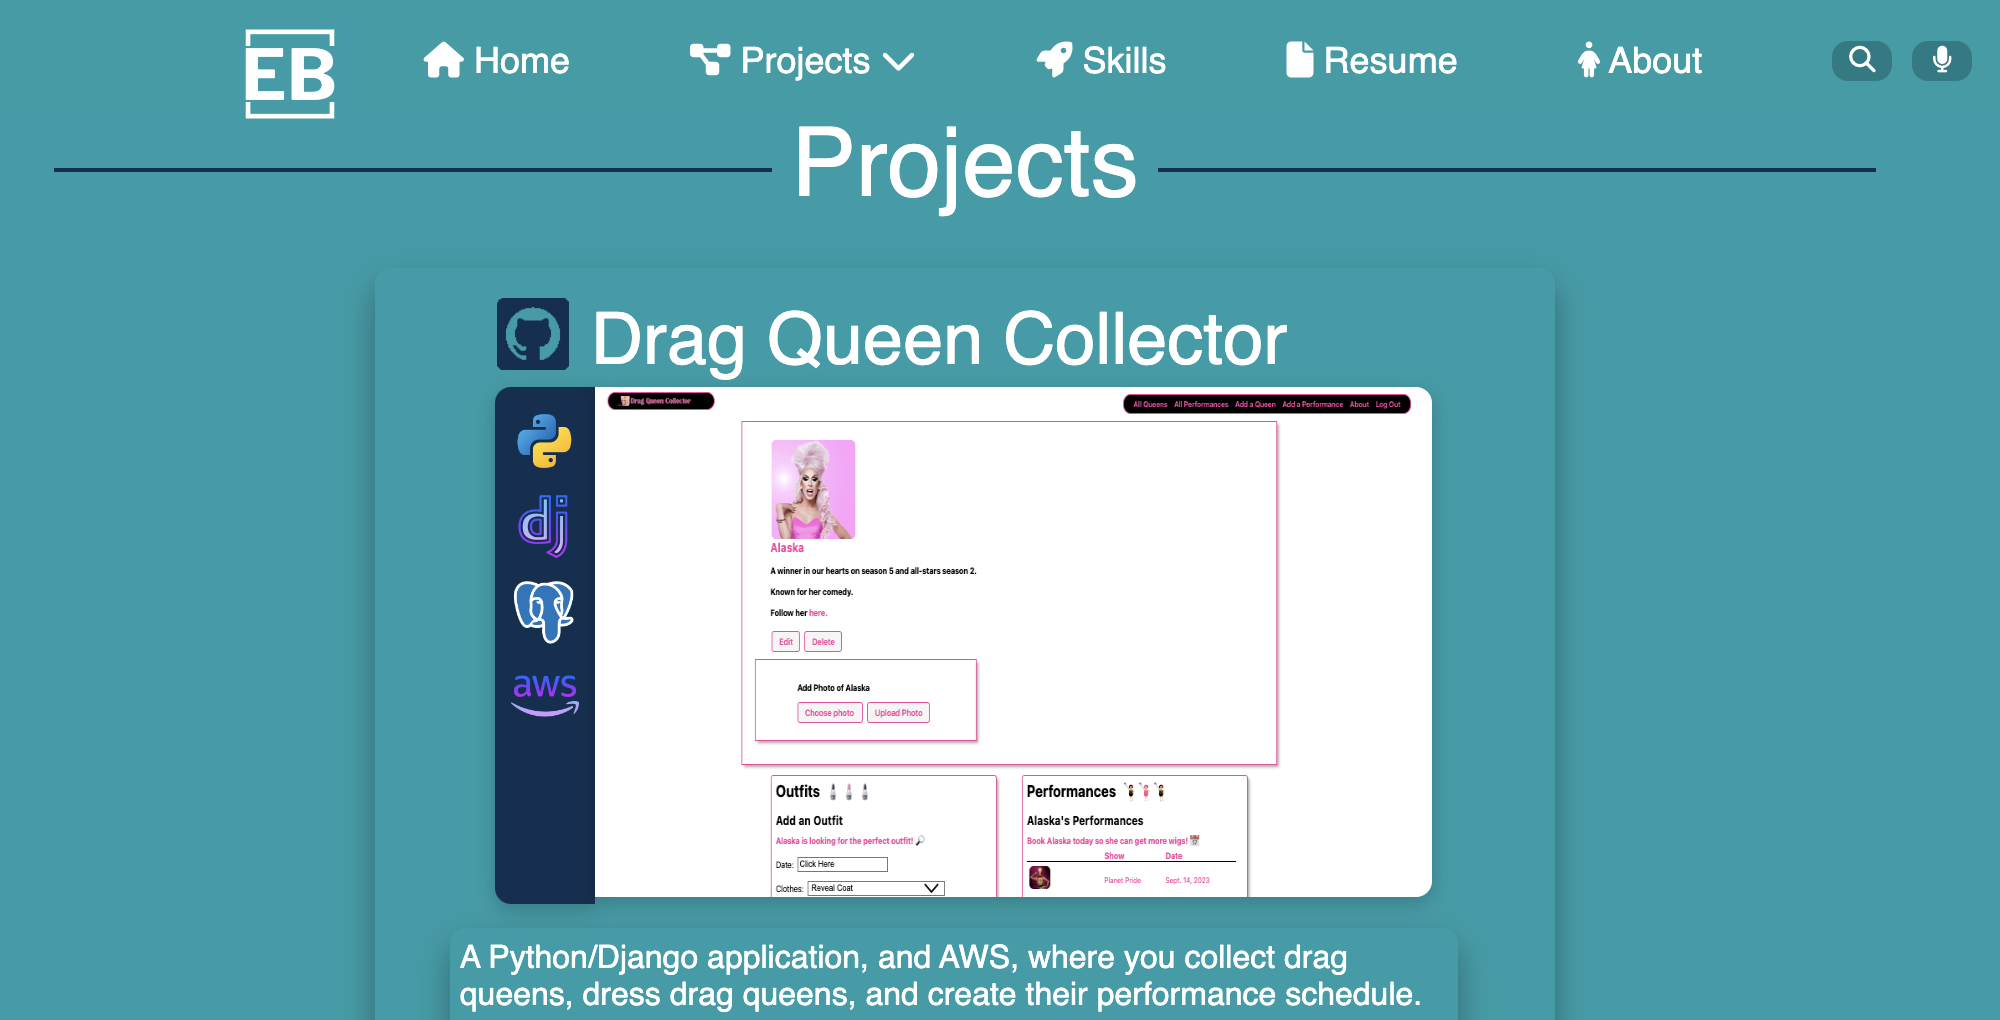 EB
Home
Projects
Skills
Resume
About
Projects
Drag Queen Collector
Drag Queen Collector
All Queens All Performances Add a Queen Add a Performance About Log Out
dj
aws
Alaska
A winner in our hearts on season 5 and all-stars season 2.
Known for her comedy.
Follow her here.
Edit Delete
Add Photo of Alaska
Choose photo Upload Photo
Outfits
Add an Outfit
Alaska is looking for the perfect outfit!
Date: Click Here
Clothes: Reveal Coat
Performances
Alaska's Performances
Book Alaska today so she can get more wigs!
Show Date
Planet Pride Sept. 14, 2023
A Python/Django application, and AWS, where you collect drag
queens, dress drag queens, and create their performance schedule.